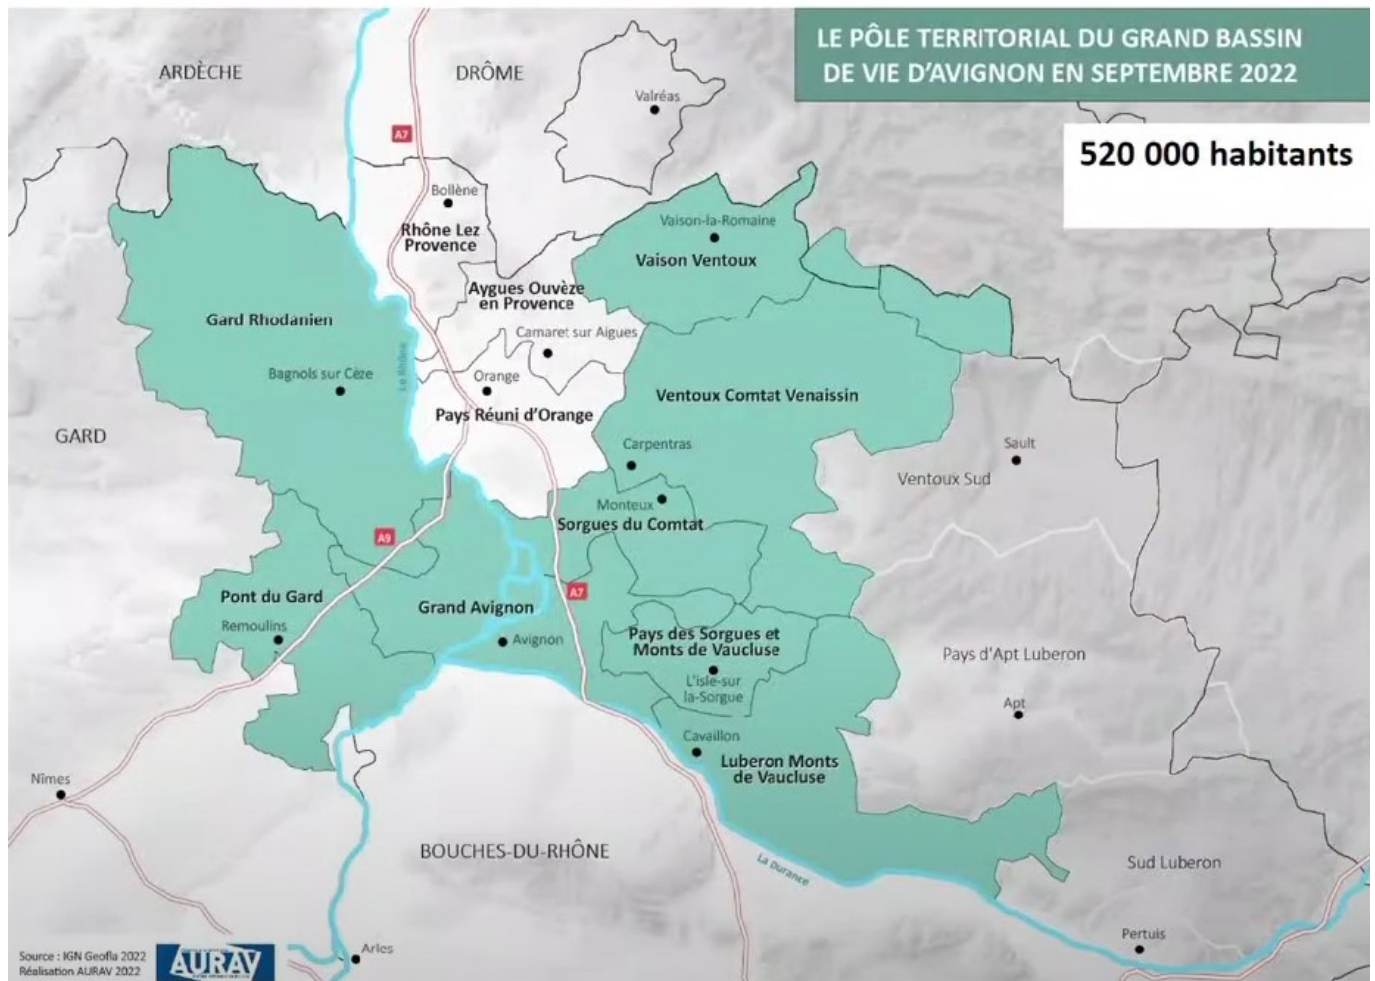 LE PÔLE TERRITORIAL DU GRAND BASSIN
DE VIE D'AVIGNON EN SEPTEMBRE 2022
520 000 habitants
ARDÈCHE
DRÔME
Valréas
A7
Bollène
Rhône Lez
Provence
Vaison-la-Romaine
Vaison Ventoux
Aygues Ouvèze
en Provence
Gard Rhodanien
Camaret sur Aigues
Le Rhône
Bagnols sur Cèze
Orange
Pays Réuni d'Orange
Ventoux Comtat Venaissin
GARD
Carpentras
Sault
Ventoux Sud
Monteux
Sorgues du Comtat
A9
A7
Pont du Gard
Remoulins
Grand Avignon
Avignon
Pays des Sorgues et
Monts de Vaucluse
L'isle-sur
la-Sorgue
Pays d'Apt Luberon
Apt
Cavaillon
Luberon Monts
de Vaucluse
Nîmes
BOUCHES-DU-RHÔNE
La Durance
Sud Luberon
Pertuis
Arles
Source : IGN Geofla 2022
Réalisation AURAV 2022
AURAV